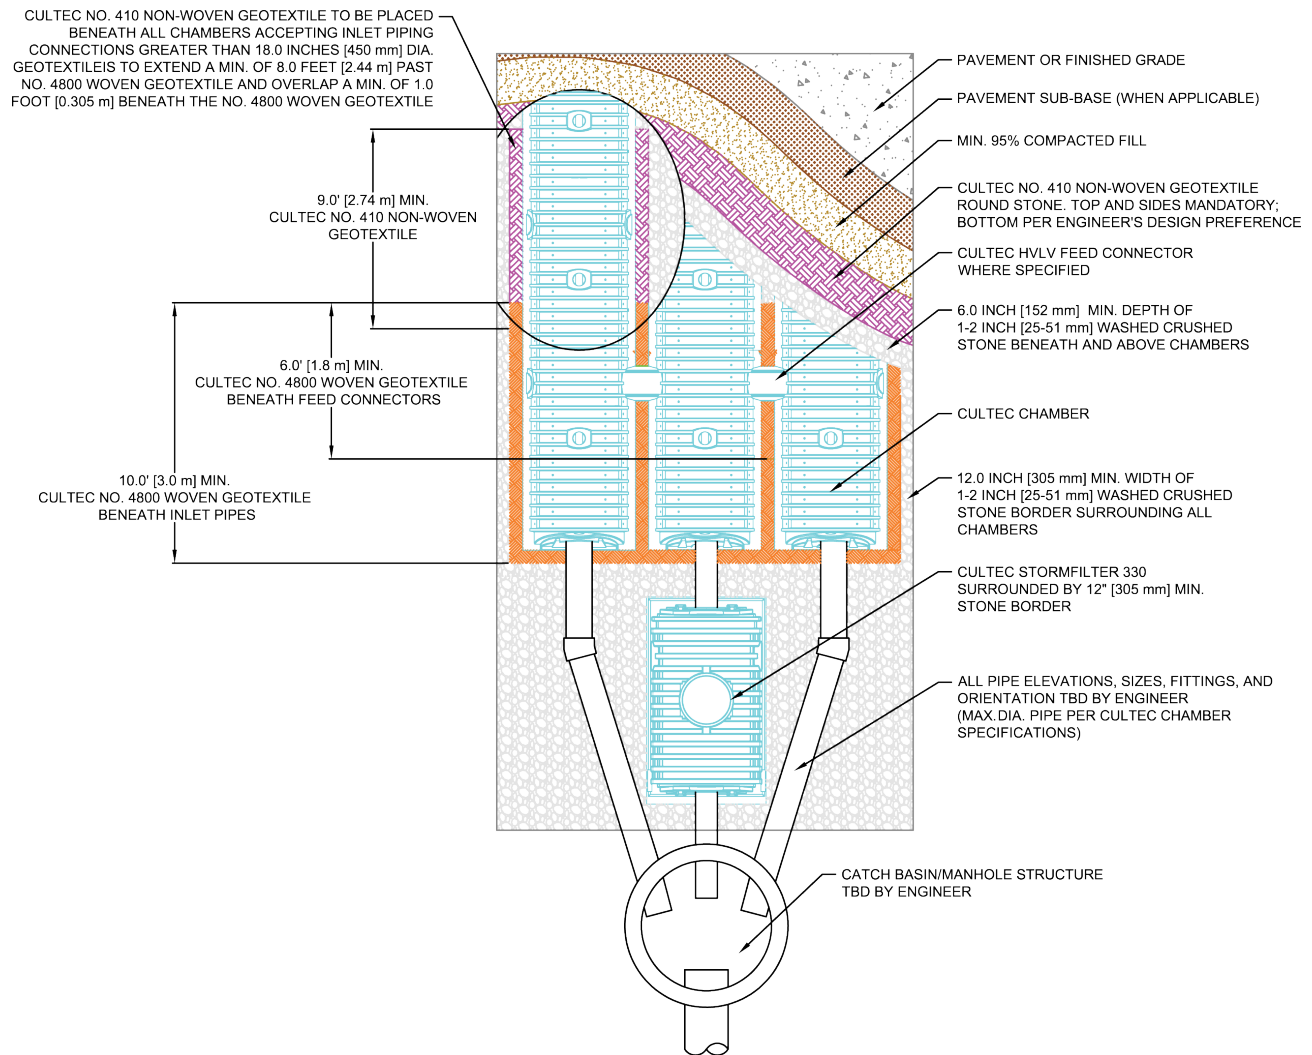 CULTEC NO. 410 NON-WOVEN GEOTEXTILE TO BE PLACED
BENEATH ALL CHAMBERS ACCEPTING INLET PIPING
CONNECTIONS GREATER THAN 18.0 INCHES [450 mm] DIA.
GEOTEXTILEIS TO EXTEND A MIN. OF 8.0 FEET [2.44 m] PAST
NO. 4800 WOVEN GEOTEXTILE AND OVERLAP A MIN. OF 1.0
FOOT [0.305 m] BENEATH THE NO. 4800 WOVEN GEOTEXTILE
9.0' [2.74 m] MIN.
CULTEC NO. 410 NON-WOVEN
GEOTEXTILE
6.0' [1.8 m] MIN.
CULTEC NO. 4800 WOVEN GEOTEXTILE
BENEATH FEED CONNECTORS
10.0' [3.0 m] MIN.
CULTEC NO. 4800 WOVEN GEOTEXTILE
BENEATH INLET PIPES
PAVEMENT OR FINISHED GRADE
PAVEMENT SUB-BASE (WHEN APPLICABLE)
MIN. 95% COMPACTED FILL
CULTEC NO. 410 NON-WOVEN GEOTEXTILE
ROUND STONE. TOP AND SIDES MANDATORY;
BOTTOM PER ENGINEER'S DESIGN PREFERENCE
CULTEC HVLV FEED CONNECTOR
WHERE SPECIFIED
6.0 INCH [152 mm] MIN. DEPTH OF
1-2 INCH [25-51 mm] WASHED CRUSHED
STONE BENEATH AND ABOVE CHAMBERS
CULTEC CHAMBER
12.0 INCH [305 mm] MIN. WIDTH OF
1-2 INCH [25-51 mm] WASHED CRUSHED
STONE BORDER SURROUNDING ALL
CHAMBERS
CULTEC STORMFILTER 330
SURROUNDED BY 12" [305 mm] MIN.
STONE BORDER
ALL PIPE ELEVATIONS, SIZES, FITTINGS, AND
ORIENTATION TBD BY ENGINEER
(MAX.DIA. PIPE PER CULTEC CHAMBER
SPECIFICATIONS)
CATCH BASIN/MANHOLE STRUCTURE
TBD BY ENGINEER